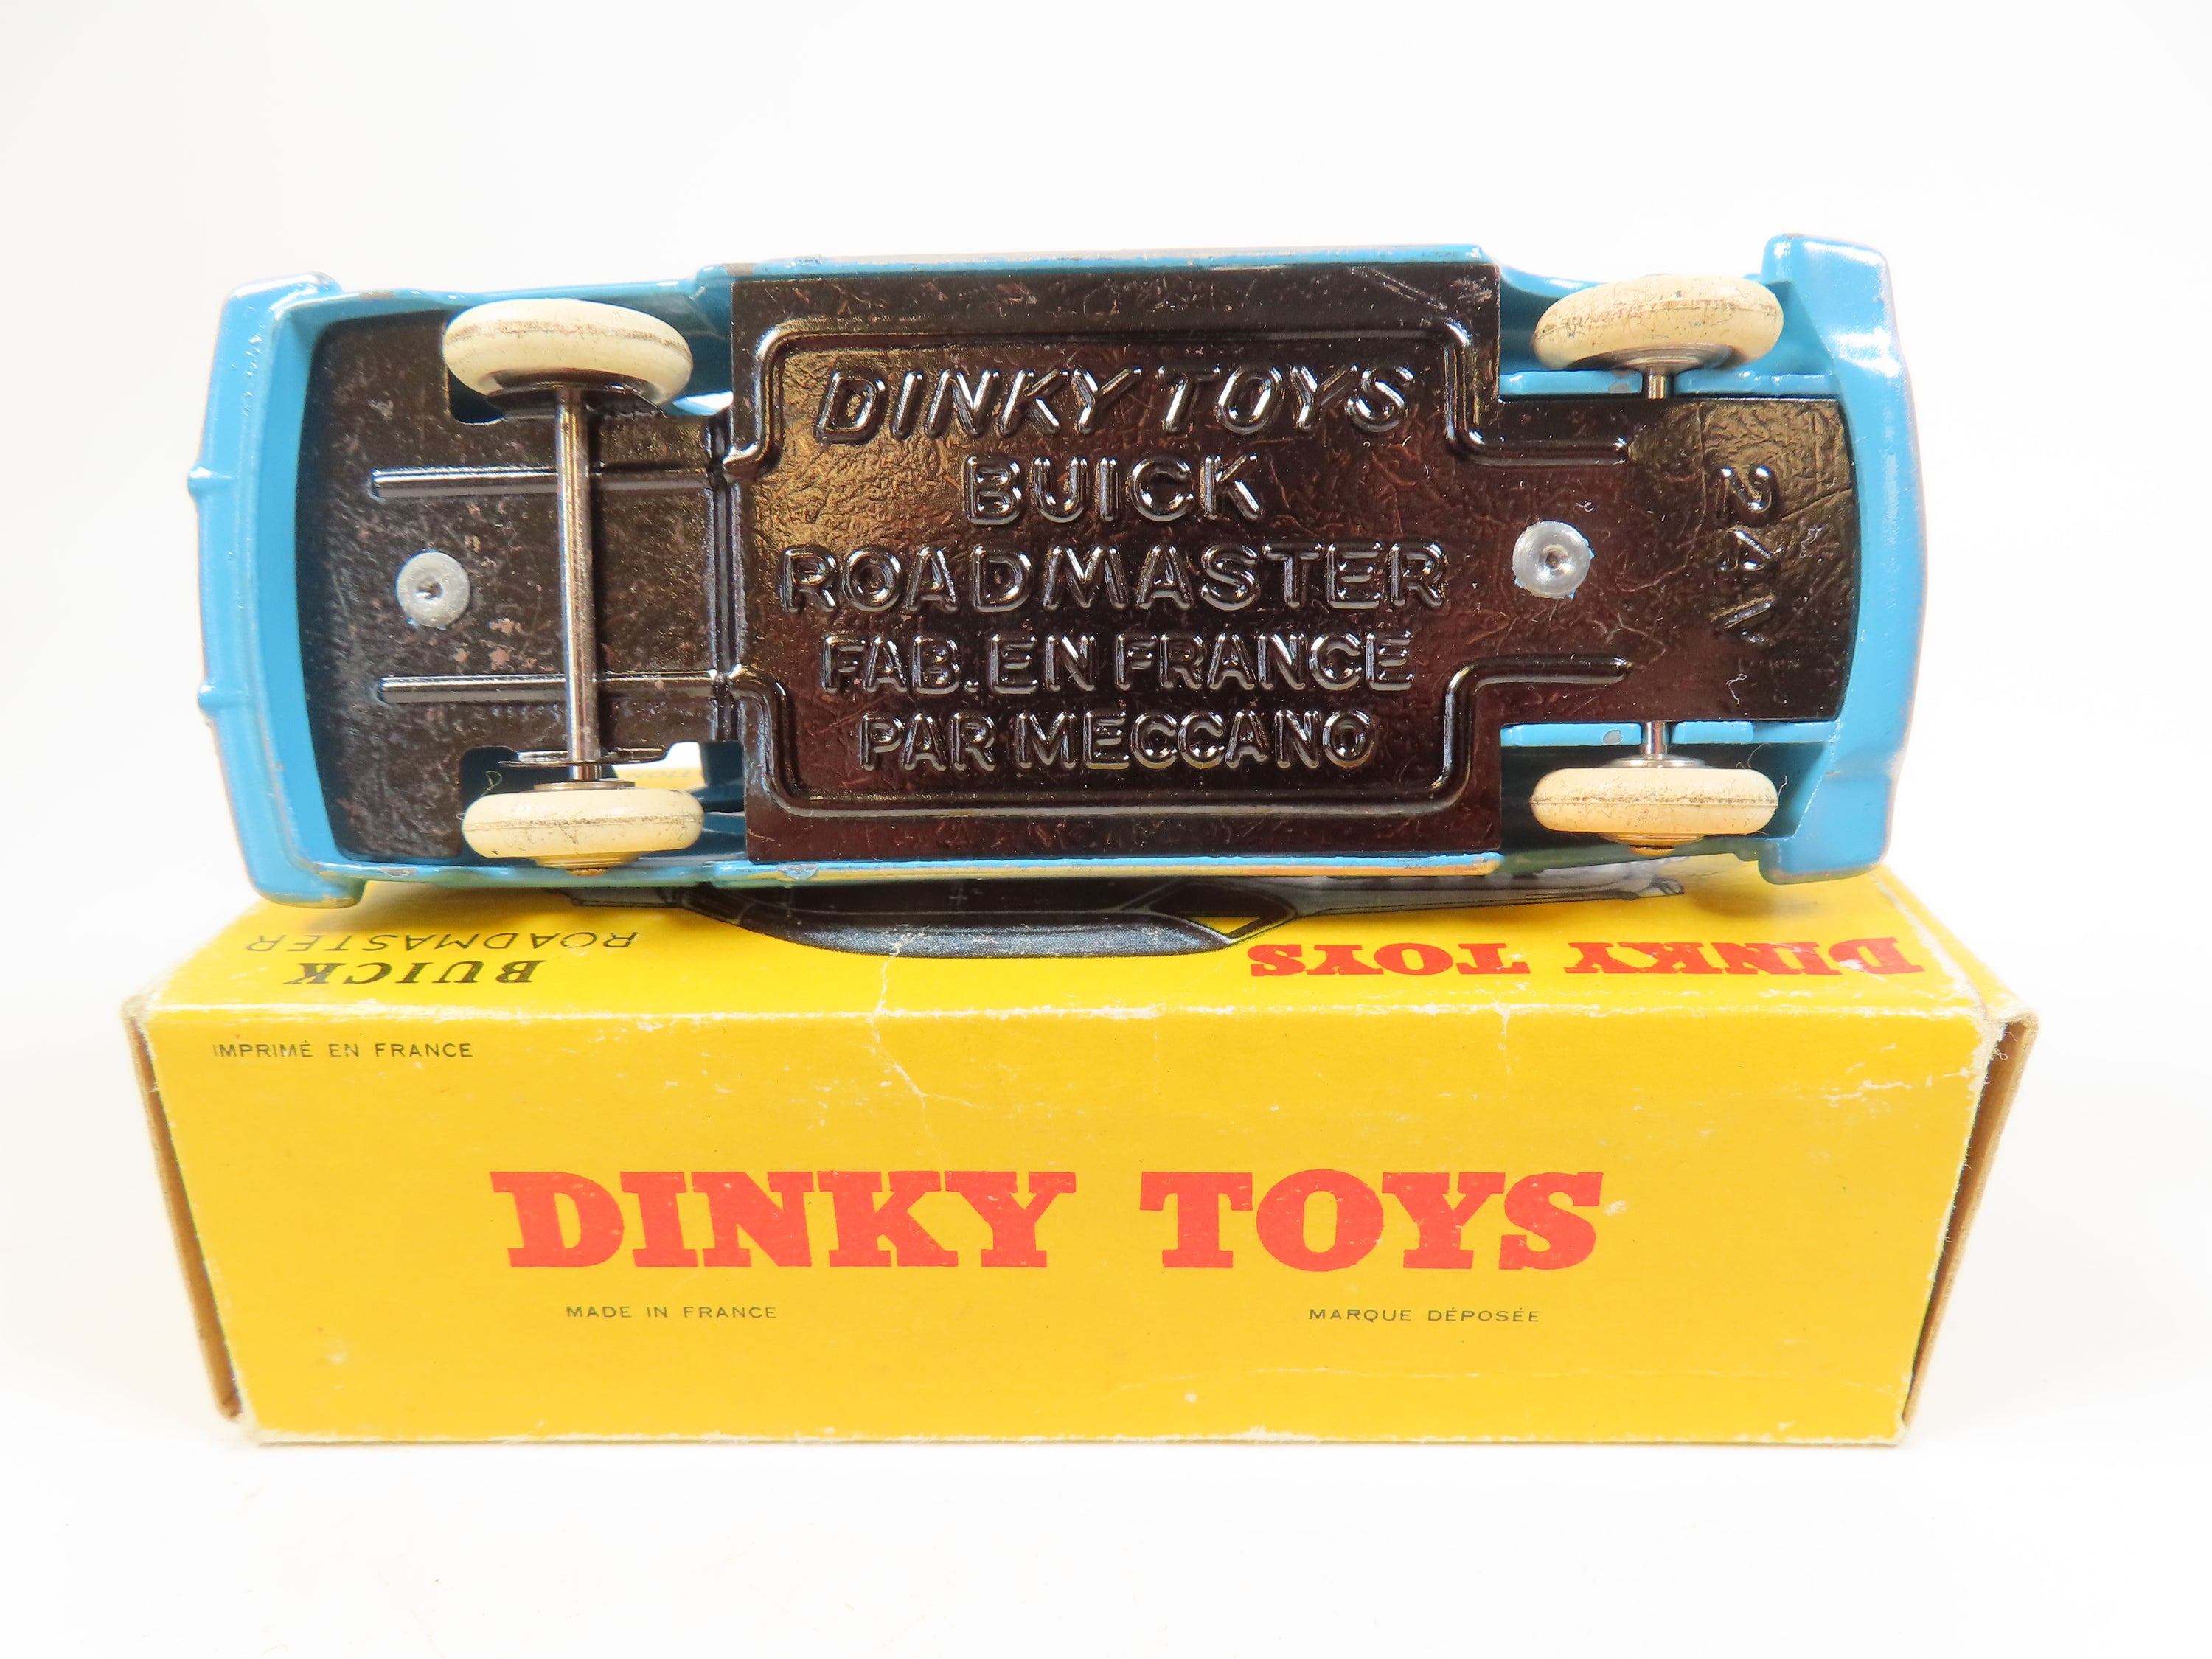 DINKY TOYS
BUICK
ROADMASTER
FAB. EN FRANCE
PAR MECCANO
24V
BUICK
ROADMASTER
DINKY TOYS
IMPRIMÉ EN FRANCE
DINKY TOYS
MADE IN FRANCE
MARQUE DÉPOSÉE